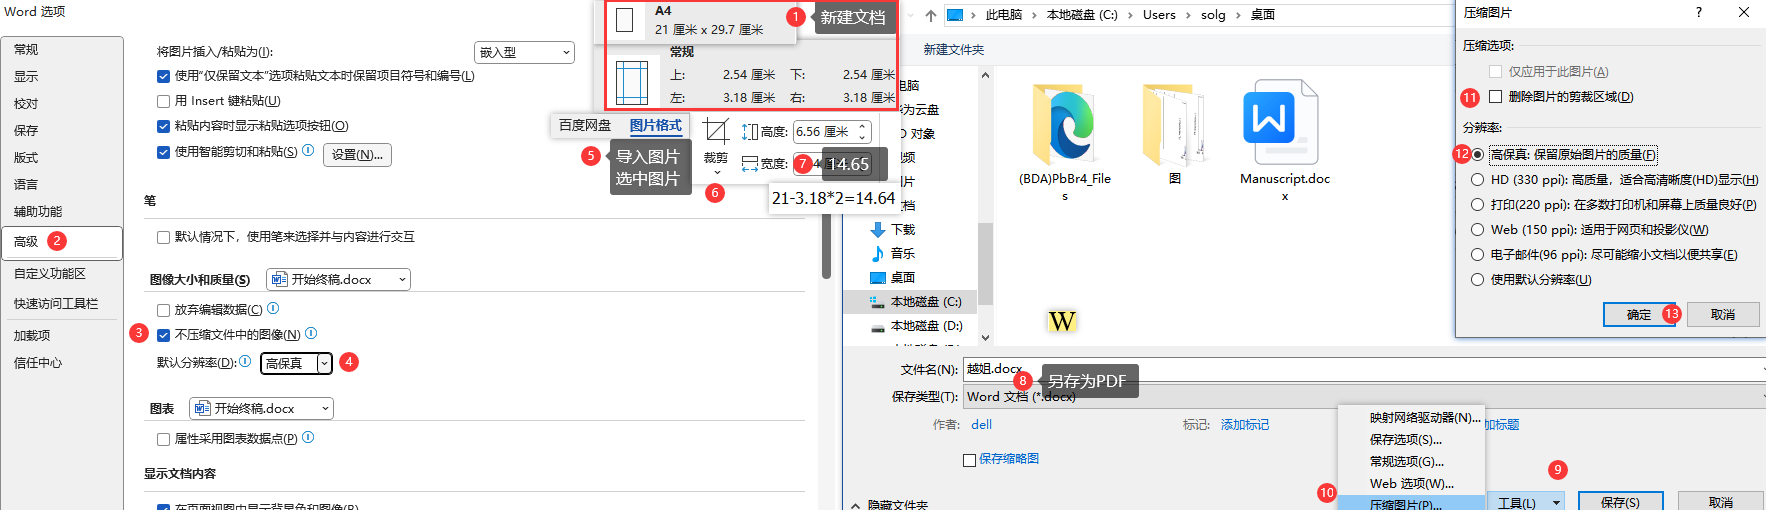 Word 选项
常规
显示
校对
保存
版式
语言
辅助功能
高级
2
自定义功能区
快速访问工具栏
加载项
信任中心
将图片插入/粘贴为(I):
嵌入型
使用"仅保留文本"选项粘贴文本时保留项目符号和编号(L)
用 Insert 键粘贴(U)
粘贴内容时显示粘贴选项按钮(O)
使用智能剪切和粘贴(S)
设置(N)...
笔
默认情况下，使用笔来选择并与内容进行交互
图像大小和质量(S)
开始终稿.docx
放弃编辑数据(C)
3
不压缩文件中的图像(N)
默认分辨率(D):
高保真
4
图表
开始终稿.docx
属性采用图表数据点(P)
显示文档内容
在页面视图中显示背景色和图像(B)
A4
21 厘米 x 29.7 厘米
1
新建文档
常规
上: 2.54 厘米 下: 2.54 厘米
左: 3.18 厘米 右: 3.18 厘米
百度网盘
图片格式
5
导入图片
选中图片
裁剪
6
高度: 6.56 厘米
宽度:
7
14.65
21-3.18*2=14.64
此电脑 › 本地磁盘 (C:) › Users › solg › 桌面
新建文件夹
电脑
为云盘
D 对象
视频
图片
文档
下载
音乐
桌面
本地磁盘 (C:)
本地磁盘 (D:)
(BDA)PbBr4_Files
图
Manuscript.docx
W
W
文件名(N):
越姐.docx
8
另存为PDF
保存类型(T):
Word 文档 (*.docx)
作者: dell
标记: 添加标记
加标题
保存缩略图
隐藏文件夹
映射网络驱动器(N)...
保存选项(S)...
常规选项(G)...
Web 选项(W)...
10
压缩图片(P)...
9
工具(L)
保存(S)
取消
压缩图片
?
压缩选项:
仅应用于此图片(A)
11
删除图片的剪裁区域(D)
分辨率:
12
高保真: 保留原始图片的质量(F)
HD (330 ppi): 高质量，适合高清晰度(HD)显示(H)
打印(220 ppi): 在多数打印机和屏幕上质量良好(P)
Web (150 ppi): 适用于网页和投影仪(W)
电子邮件(96 ppi): 尽可能缩小文档以便共享(E)
使用默认分辨率(U)
确定
13
取消